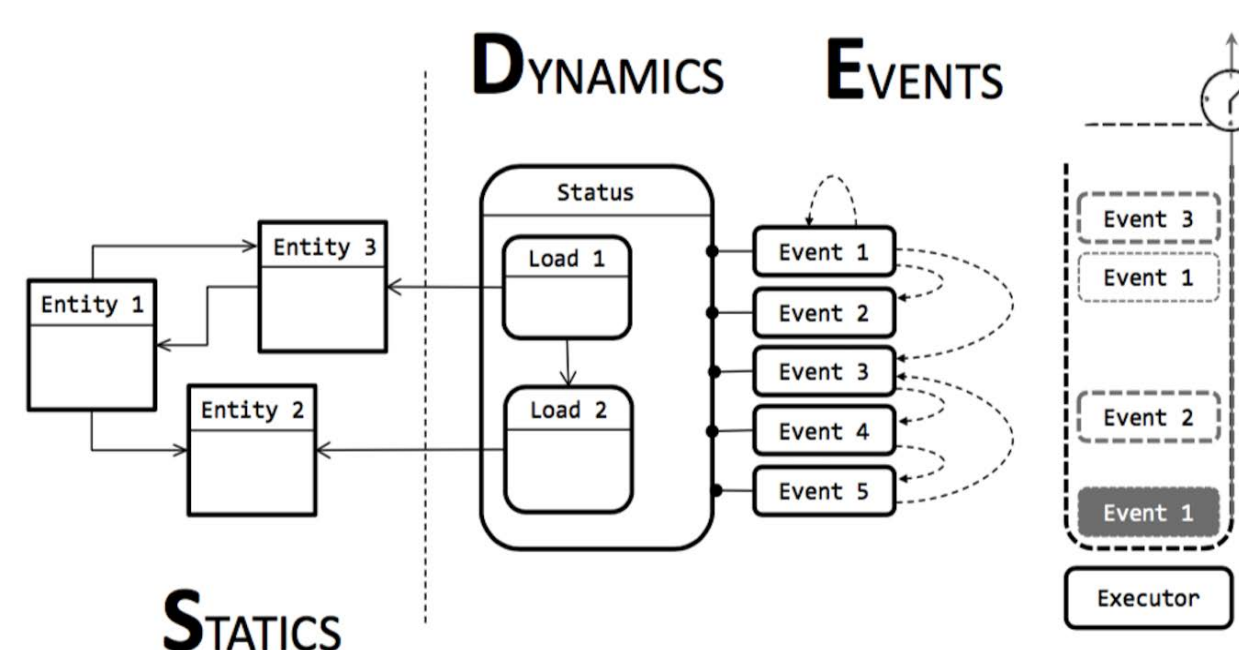 DYNAMICS
EVENTS
Status
Entity 3
Load 1
Entity 1
Entity 2
Load 2
Event 1
Event 2
Event 3
Event 4
Event 5
Event 3
Event 1
Event 2
Event 1
Executor
STATICS